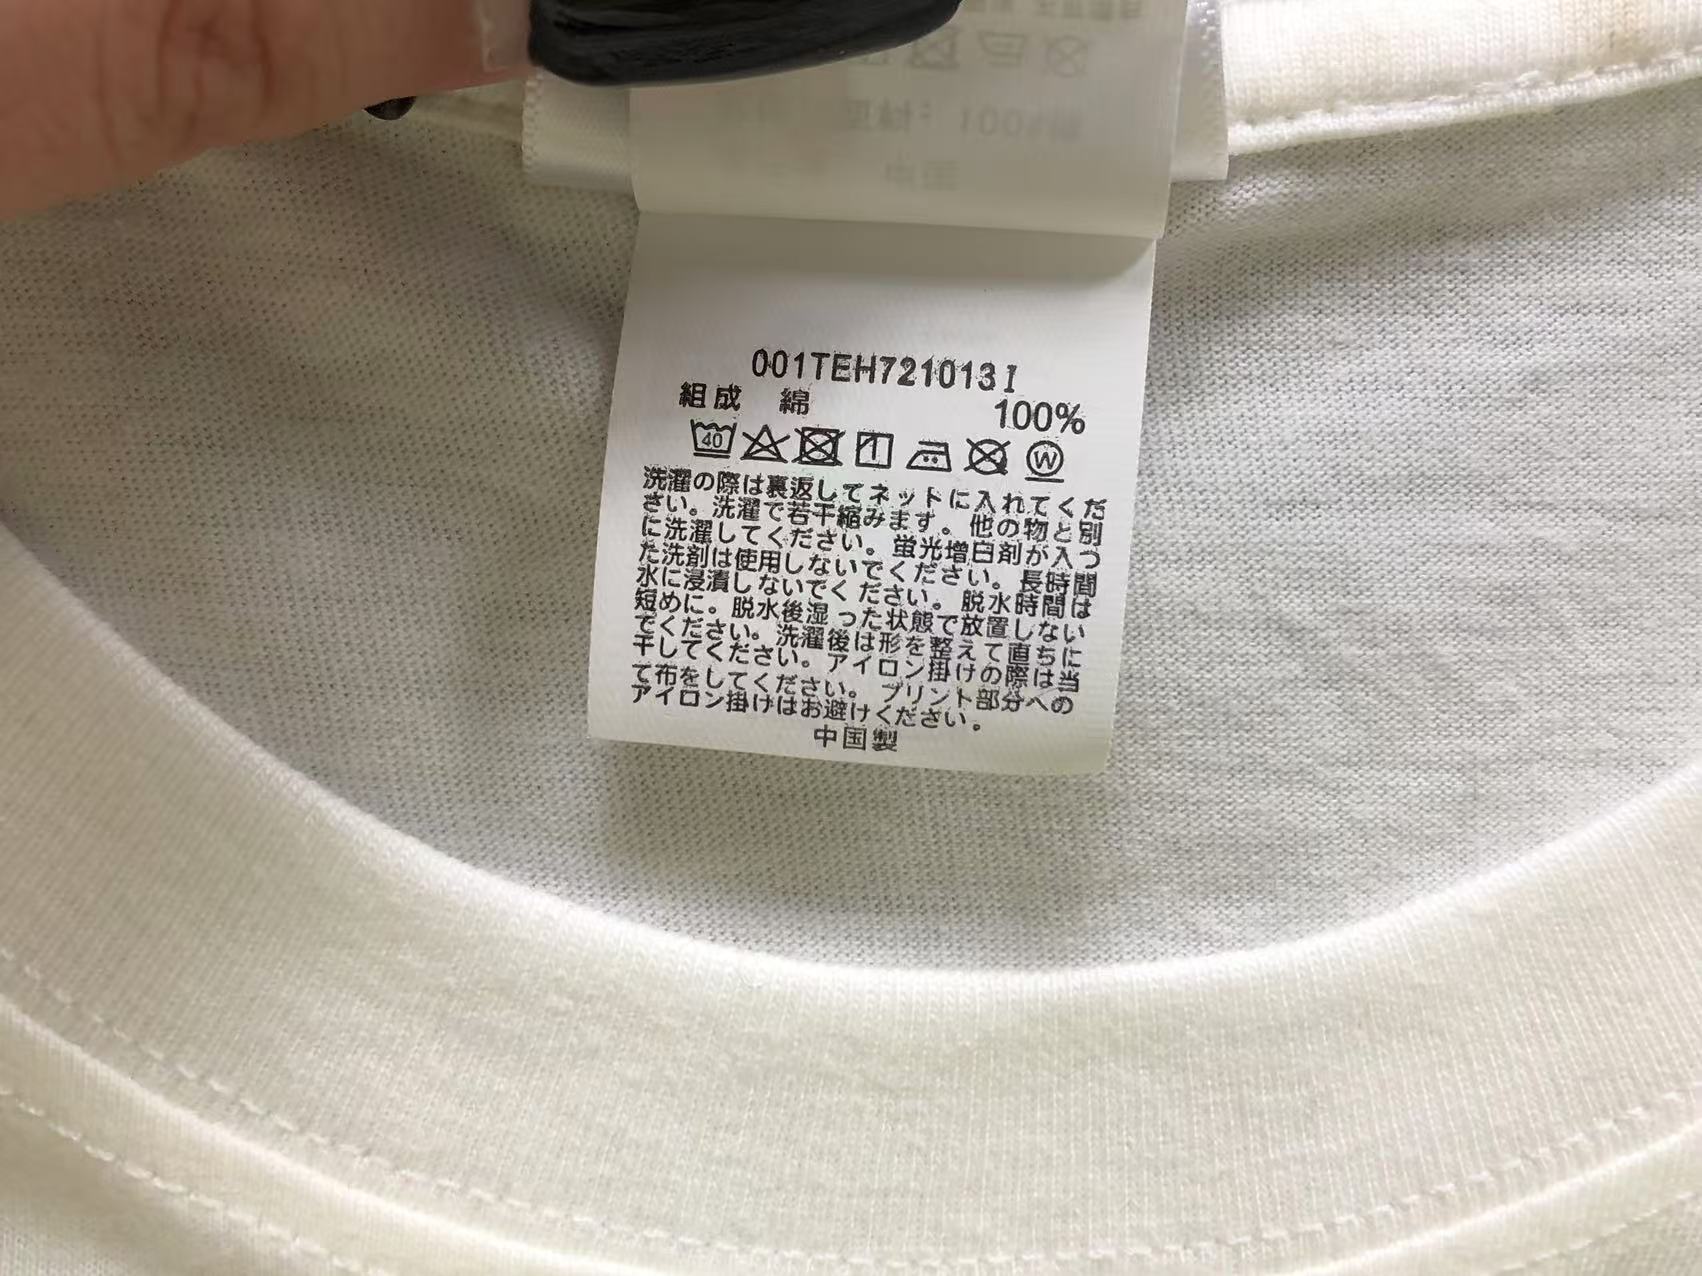 001TEH721013I
組成 綿 100%
40 W
洗濯の際は裏返してネットに入れてくだ
さい。洗濯で若干縮みます。他の物と別
に洗濯してください。蛍光増白剤が入っ
た洗剤は使用しないでください。長時間
水に浸漬しないでください。脱水時間は
短めに。脱水後湿った状態で放置しない
でください。洗濯後は形を整えて直ちに
干してください。アイロン掛けの際は当
て布をしてください。プリント部分への
アイロン掛けはお避けください。
中国製